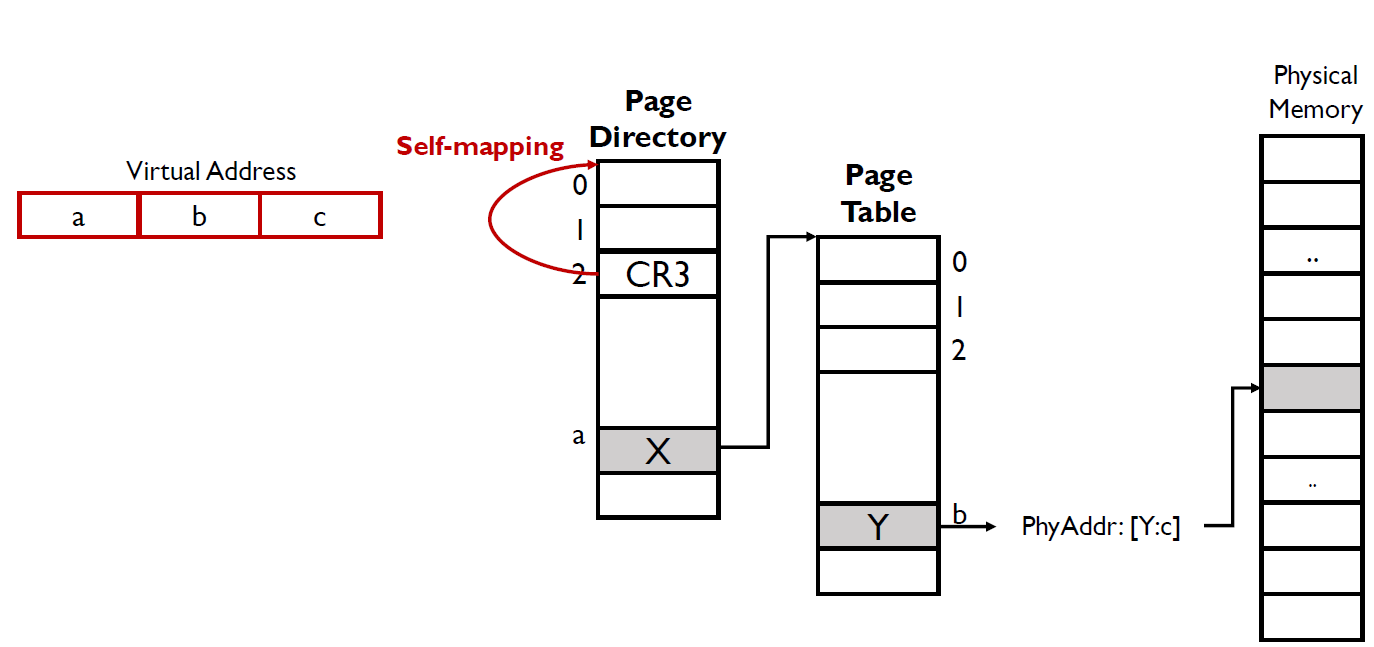 Physical
Memory
Page
Directory
Self-mapping
Virtual Address
a b c
Page
Table
0
1
2
CR3
a
X
0
1
2
b
Y
PhyAddr: [Y:c]
..
..